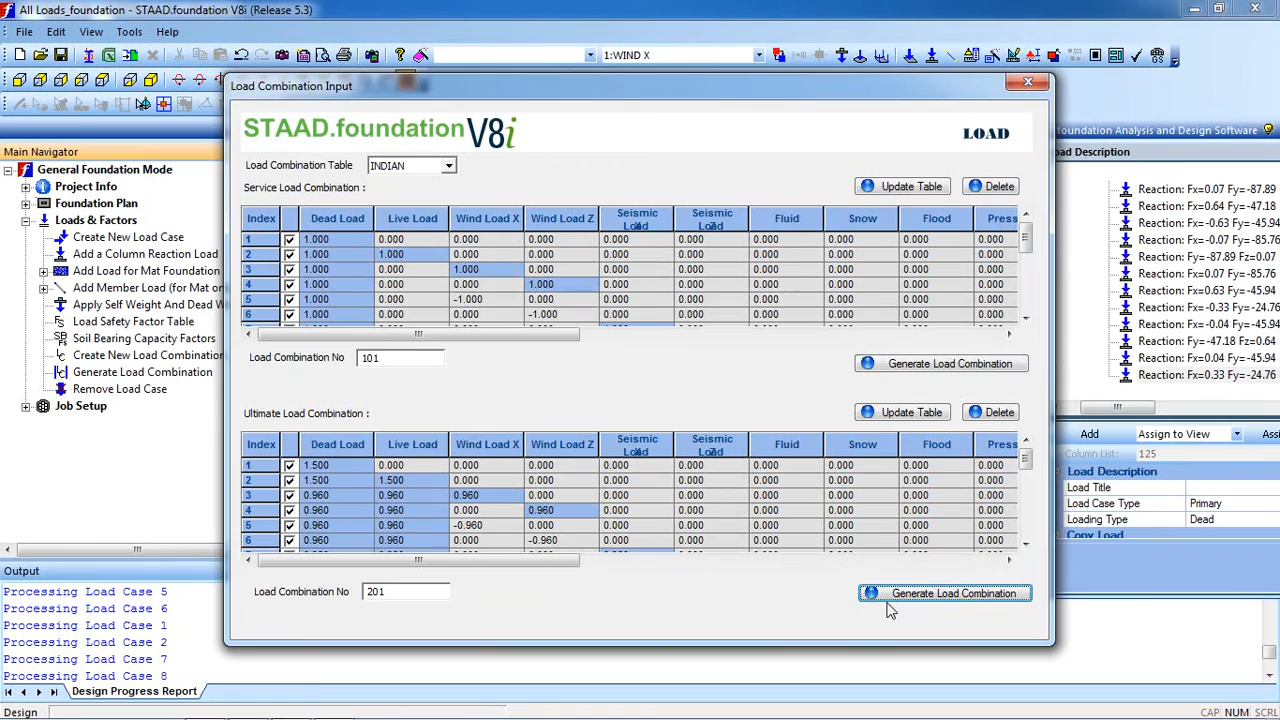 All Loads_foundation - STAAD.foundation V8i (Release 5.3)
File Edit View Tools Help
1:WIND X
Main Navigator
General Foundation Mode
Project Info
Foundation Plan
Loads & Factors
Create New Load Case
Add a Column Reaction Load
Add Load for Mat Foundation
Add Member Load (for Mat on
Apply Self Weight And Dead W
Load Safety Factor Table
Soil Bearing Capacity Factors
Create New Load Combination
Generate Load Combination
Remove Load Case
Job Setup
Load Combination Input
STAAD.foundation V8i LOAD
Load Combination Table INDIAN
Service Load Combination :
Update Table Delete
Index Dead Load Live Load Wind Load X Wind Load Z Seismic Load Seismic Load Fluid Snow Flood Press
1 1.000 0.000 0.000 0.000 0.000 0.000 0.000 0.000 0.000 0.000
2 1.000 1.000 0.000 0.000 0.000 0.000 0.000 0.000 0.000 0.000
3 1.000 0.000 1.000 0.000 0.000 0.000 0.000 0.000 0.000 0.000
4 1.000 0.000 0.000 1.000 0.000 0.000 0.000 0.000 0.000 0.000
5 1.000 0.000 -1.000 0.000 0.000 0.000 0.000 0.000 0.000 0.000
6 1.000 0.000 0.000 -1.000 0.000 0.000 0.000 0.000 0.000 0.000
Load Combination No 101
Generate Load Combination
Ultimate Load Combination :
Update Table Delete
Index Dead Load Live Load Wind Load X Wind Load Z Seismic Load Seismic Load Fluid Snow Flood Press
1 1.500 0.000 0.000 0.000 0.000 0.000 0.000 0.000 0.000 0.000
2 1.500 1.500 0.000 0.000 0.000 0.000 0.000 0.000 0.000 0.000
3 0.960 0.960 0.960 0.000 0.000 0.000 0.000 0.000 0.000 0.000
4 0.960 0.960 0.000 0.960 0.000 0.000 0.000 0.000 0.000 0.000
5 0.960 0.960 -0.960 0.000 0.000 0.000 0.000 0.000 0.000 0.000
6 0.960 0.960 0.000 -0.960 0.000 0.000 0.000 0.000 0.000 0.000
Load Combination No 201
Generate Load Combination
oundation Analysis and Design Software
ad Description
Reaction: Fx=0.07 Fy=-87.89
Reaction: Fx=0.64 Fy=-47.18
Reaction: Fx=-0.63 Fy=-45.94
Reaction: Fx=-0.07 Fy=-85.76
Reaction: Fy=-87.89 Fz=0.07
Reaction: Fx=0.07 Fy=-85.76
Reaction: Fx=-0.63 Fy=-45.94
Reaction: Fx=-0.33 Fy=-24.76
Reaction: Fx=-0.04 Fy=-45.94
Reaction: Fy=-47.18 Fz=0.64
Reaction: Fx=0.04 Fy=-45.94
Reaction: Fx=0.33 Fy=-24.76
Add Assign to View Assi
Column List: 125
Load Description
Load Title
Load Case Type Primary
Loading Type Dead
Copy Load
Output
Processing Load Case 5
Processing Load Case 6
Processing Load Case 1
Processing Load Case 2
Processing Load Case 7
Processing Load Case 8
Design Progress Report
Design CAP NUM SCRL